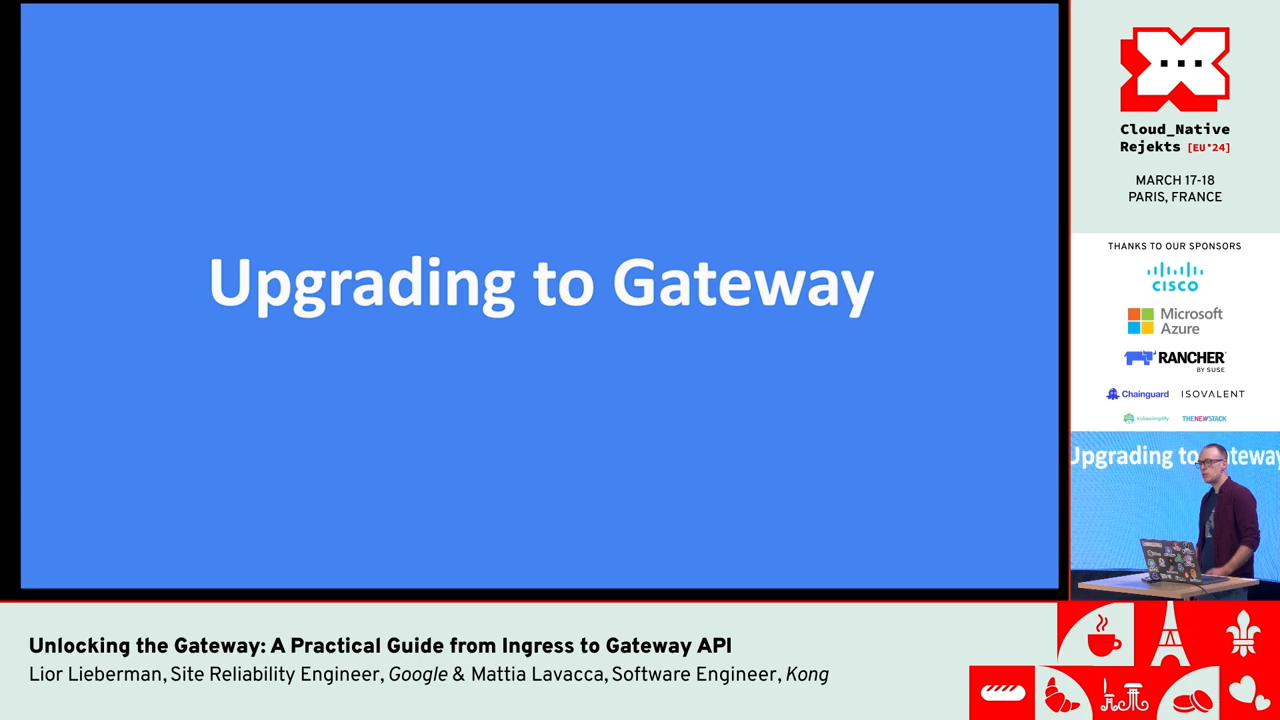 Upgrading to Gateway
Cloud_Native
Rejekts [EU'24]
MARCH 17-18
PARIS, FRANCE
THANKS TO OUR SPONSORS
CISCO
Microsoft
Azure
RANCHER
BY SUSE
Chainguard
ISOVALENT
kubesimplify
THENEWSTACK
Upgrading to Gateway
Unlocking the Gateway: A Practical Guide from Ingress to Gateway API
Lior Lieberman, Site Reliability Engineer, Google & Mattia Lavacca, Software Engineer, Kong